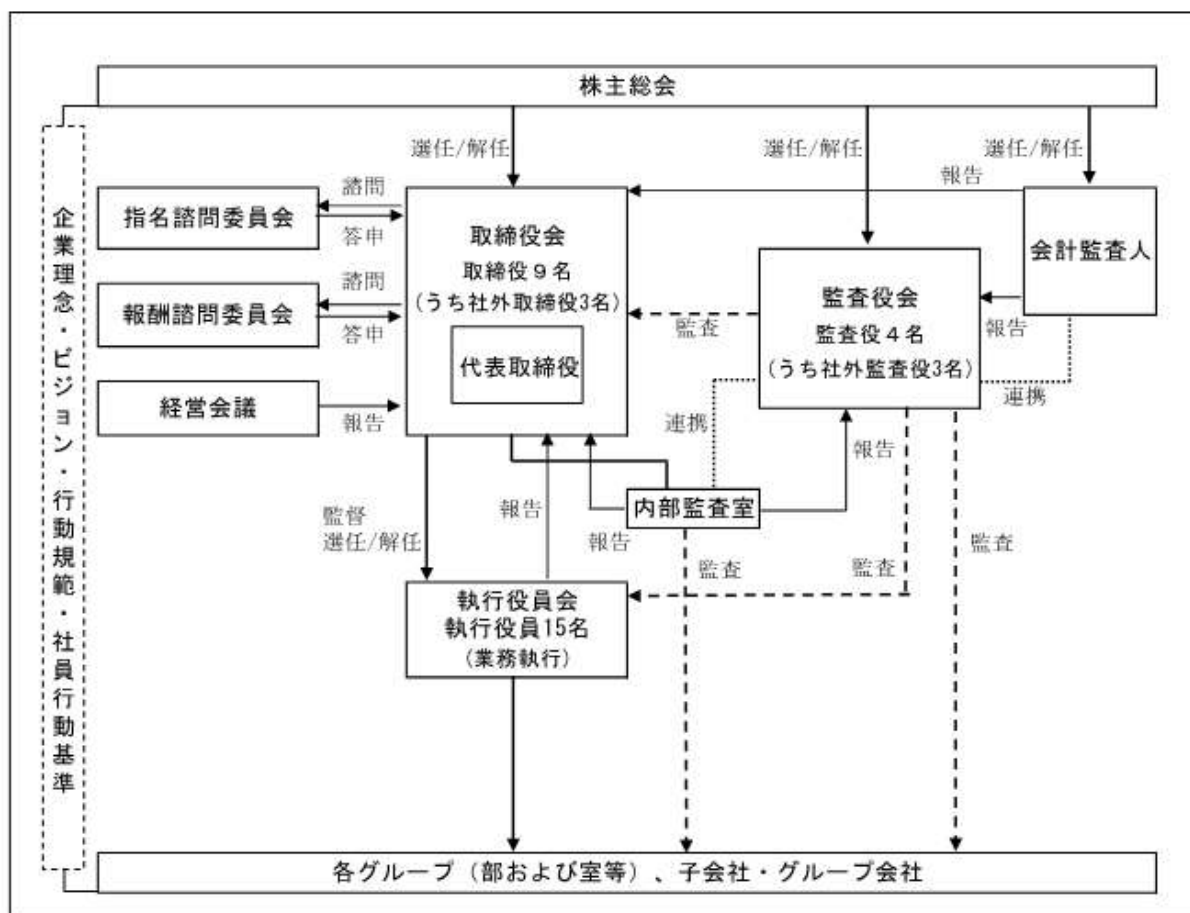 株主総会
選任/解任
選任/解任
選任/解任
企業理念・ビジョン・行動規範・社員行動基準
指名諮問委員会
諮問
答申
報酬諮問委員会
諮問
答申
経営会議
報告
取締役会
取締役９名
(うち社外取締役3名)
代表取締役
報告
会計監査人
監査役会
監査役４名
(うち社外監査役3名)
監査
報告
連携
連携
報告
内部監査室
報告
報告
監督
選任/解任
監査
監査
監査
執行役員会
執行役員15名
(業務執行)
各グループ（部および室等）、子会社・グループ会社